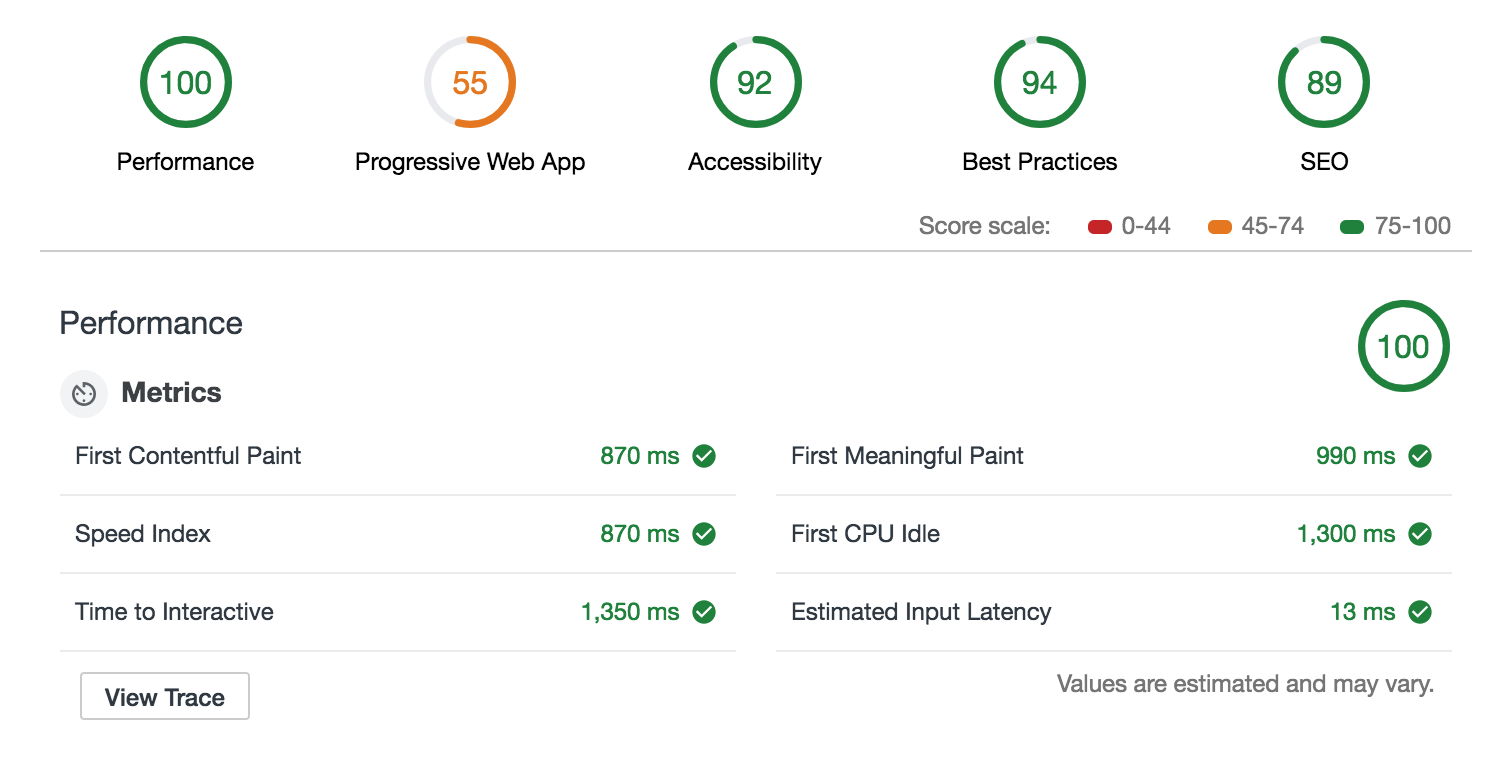 100 55 92 94 89
Performance Progressive Web App Accessibility Best Practices SEO
Score scale: 0-44 45-74 75-100
Performance 100
Metrics
First Contentful Paint 870 ms First Meaningful Paint 990 ms
Speed Index 870 ms First CPU Idle 1,300 ms
Time to Interactive 1,350 ms Estimated Input Latency 13 ms
View Trace Values are estimated and may vary.